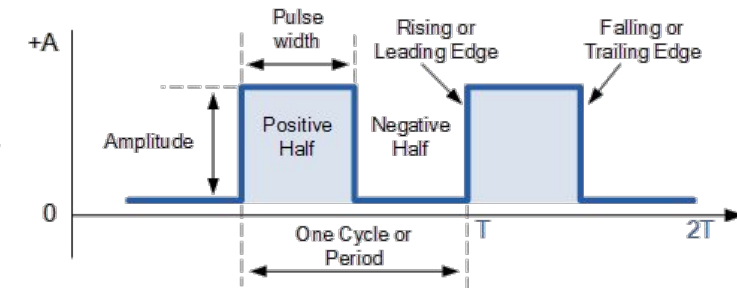 Pulse
width
Rising or
Leading Edge
Falling or
Trailing Edge
+A
Amplitude
Positive
Half
Negative
Half
0
T
2T
One Cycle or
Period